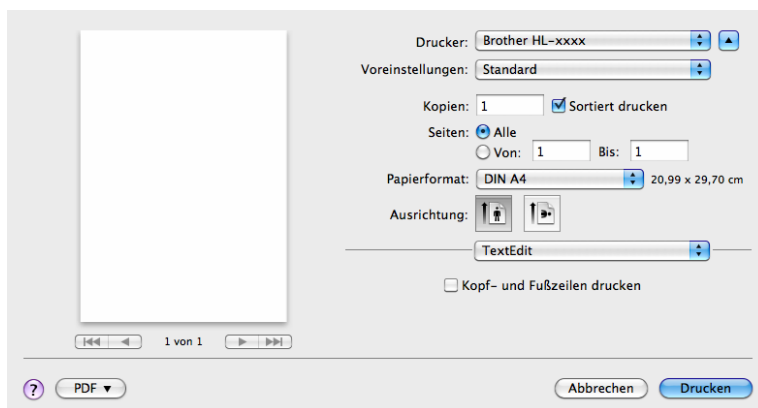 Drucker: Brother HL-xxxx
Voreinstellungen: Standard
Kopien: 1 Sortiert drucken
Seiten: Alle
Von: 1 Bis: 1
Papierformat: DIN A4 20,99 x 29,70 cm
Ausrichtung:
TextEdit
Kopf- und Fußzeilen drucken
1 von 1
? PDF Abbrechen Drucken